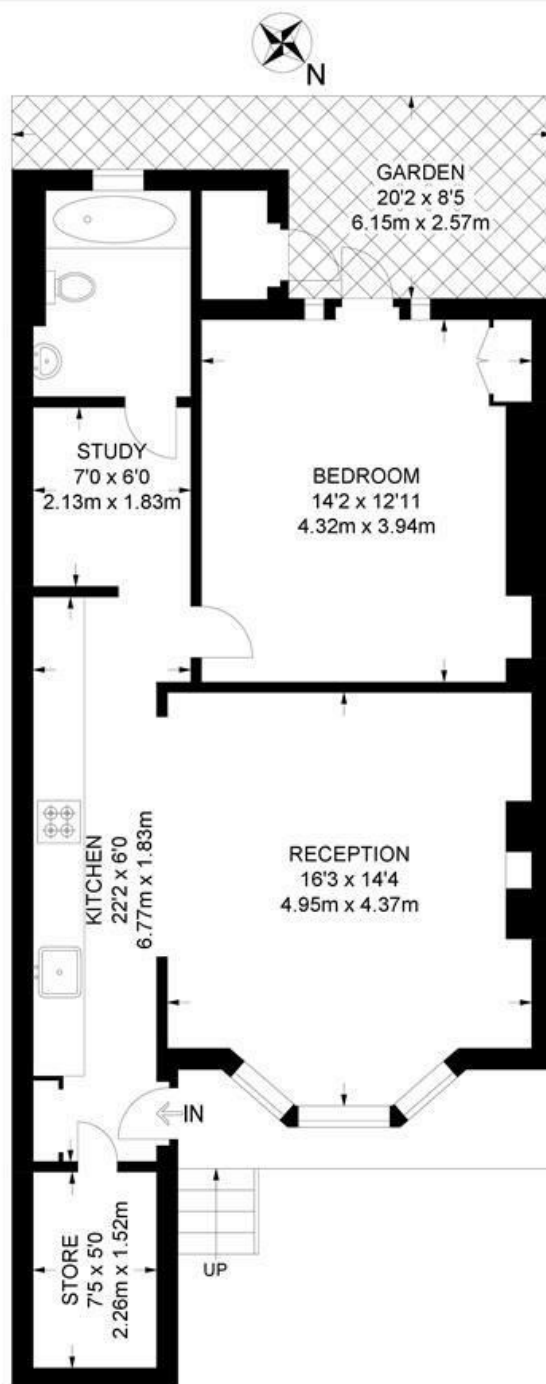 N
GARDEN
20'2 x 8'5
6.15m x 2.57m
STUDY
7'0 x 6'0
2.13m x 1.83m
BEDROOM
14'2 x 12'11
4.32m x 3.94m
KITCHEN
22'2 x 6'0
6.77m x 1.83m
RECEPTION
16'3 x 14'4
4.95m x 4.37m
IN
STORE
7'5 x 5'0
2.26m x 1.52m
UP